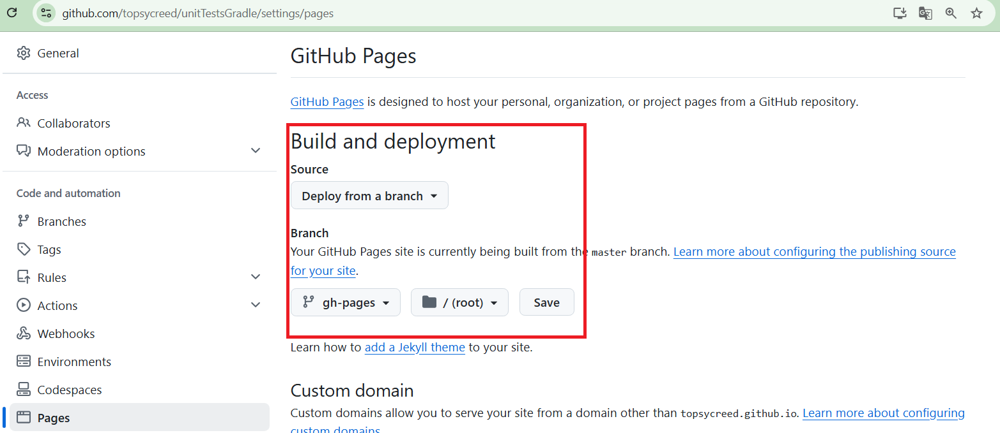 github.com/topsycreed/unitTestsGradle/settings/pages
General
Access
Collaborators
Moderation options
Code and automation
Branches
Tags
Rules
Actions
Webhooks
Environments
Codespaces
Pages
GitHub Pages
GitHub Pages is designed to host your personal, organization, or project pages from a GitHub repository.
Build and deployment
Source
Deploy from a branch
Branch
Your GitHub Pages site is currently being built from the master branch. Learn more about configuring the publishing source
for your site.
gh-pages
/ (root)
Save
Learn how to add a Jekyll theme to your site.
Custom domain
Custom domains allow you to serve your site from a domain other than topsycreed.github.io. Learn more about configuring
custom domains.